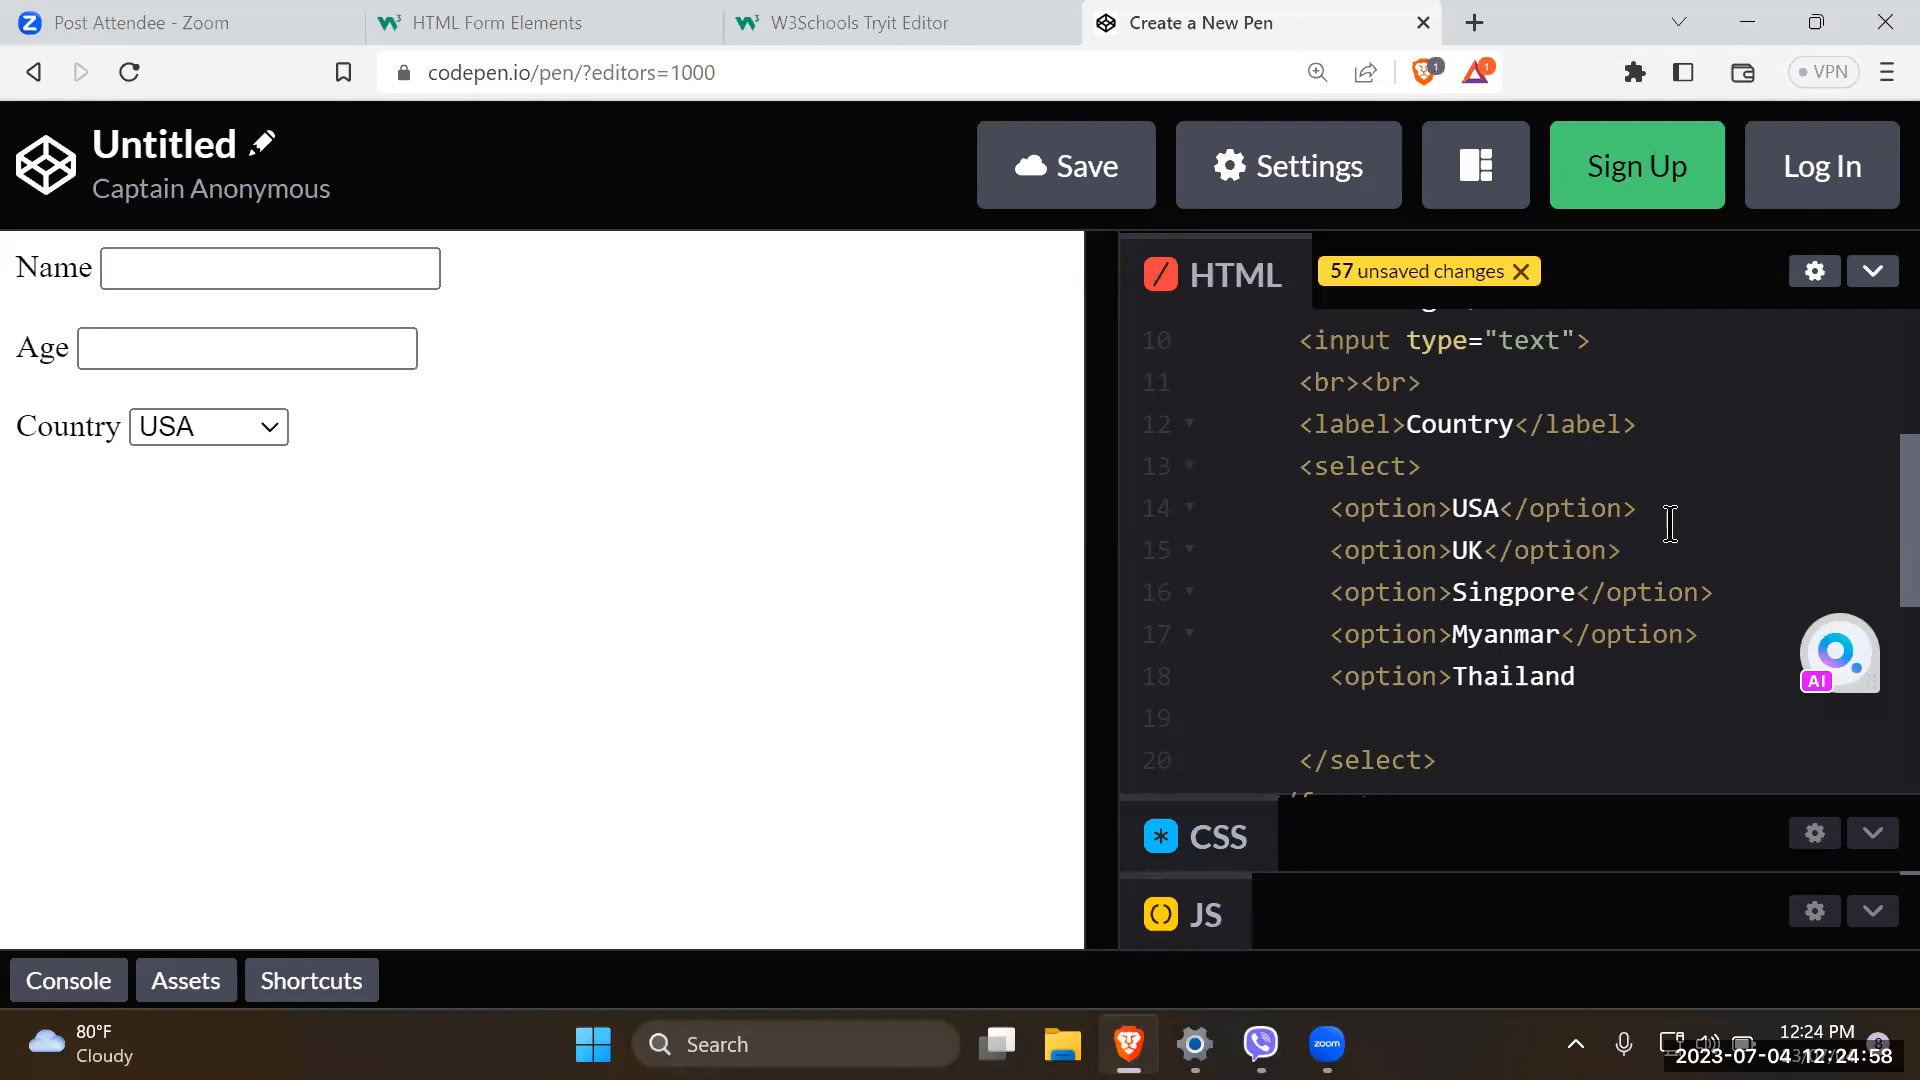 Post Attendee - Zoom
HTML Form Elements
W3Schools Tryit Editor
Create a New Pen
codepen.io/pen/?editors=1000
1
1
VPN
Untitled
Captain Anonymous
Save
Settings
Sign Up
Log In
Name
Age
Country USA
HTML
57 unsaved changes
10 <input type="text">
11 <br><br>
12 <label>Country</label>
13 <select>
14 <option>USA</option>
15 <option>UK</option>
16 <option>Singpore</option>
17 <option>Myanmar</option>
18 <option>Thailand
19
20 </select>
AI
CSS
JS
Console
Assets
Shortcuts
80°F
Cloudy
Search
zoom
12:24 PM
2023-07-04 12:24:58